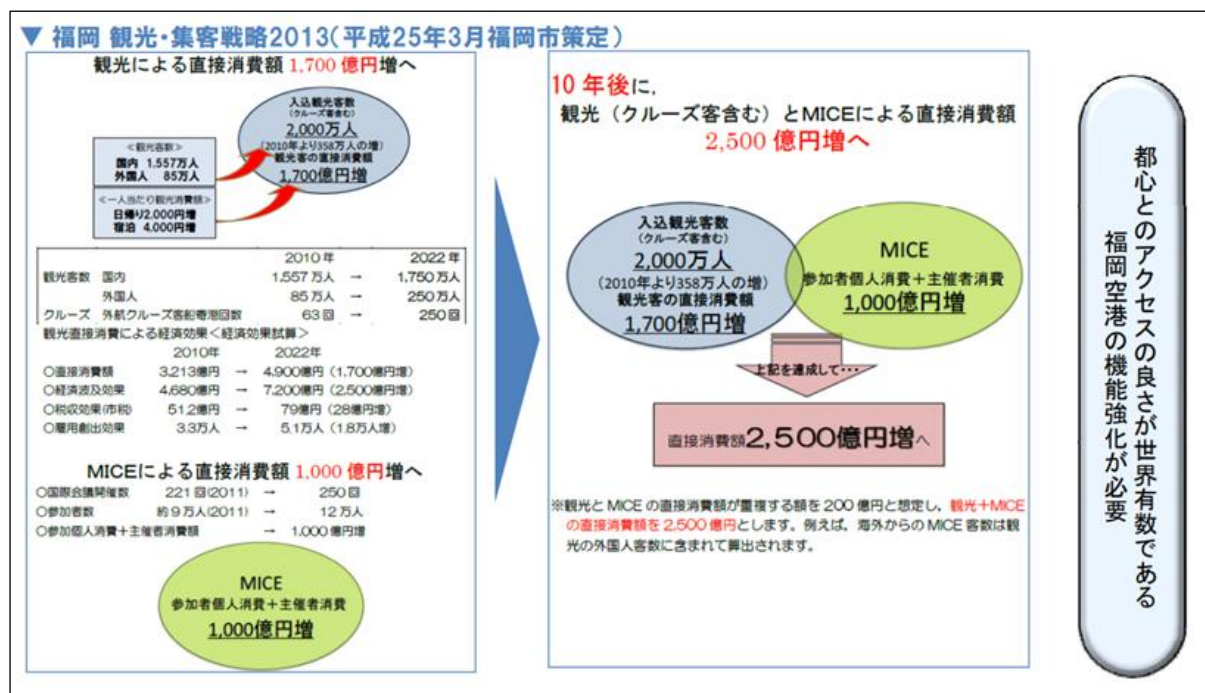 ▼ 福岡 観光・集客戦略2013(平成25年3月福岡市策定)
観光による直接消費額 1,700 億円増へ
入込観光客数
(クルーズ客含む)
2,000万人
(2010年より358万人の増)
観光客の直接消費額
1,700億円増
<観光客数>
国内 1,557万人
外国人 85万人
<一人当たり観光消費額>
日帰り2,000円増
宿泊 4,000円増
2010年 2022年
観光客数 国内 1,557万人 → 1,750万人
外国人 85万人 → 250万人
クルーズ 外航クルーズ客船寄港回数 63回 → 250回
観光直接消費による経済効果<経済効果試算>
2010年 2022年
○直接消費額 3,213億円 → 4,900億円(1,700億円増)
○経済波及効果 4,680億円 → 7,200億円(2,500億円増)
○税収効果(市税) 51.2億円 → 79億円(28億円増)
○雇用創出効果 3.3万人 → 5.1万人(1.8万人増)
MICEによる直接消費額 1,000 億円増へ
○国際会議開催数 221回(2011) → 250回
○参加者数 約9万人(2011) → 12万人
○参加個人消費+主催者消費額 → 1,000億円増
MICE
参加者個人消費+主催者消費
1,000億円増
10年後に,
観光(クルーズ客含む)とMICEによる直接消費額
2,500 億円増へ
入込観光客数
(クルーズ客含む)
2,000万人
(2010年より358万人の増)
観光客の直接消費額
1,700億円増
MICE
参加者個人消費+主催者消費
1,000億円増
上記を達成して・・・
直接消費額2,500億円増へ
※観光とMICEの直接消費額が重複する額を200億円と想定し,観光+MICE
の直接消費額を2,500億円とします。例えば,海外からのMICE客数は観
光の外国人客数に含まれて算出されます。
都心とのアクセスの良さが世界有数である
福岡空港の機能強化が必要